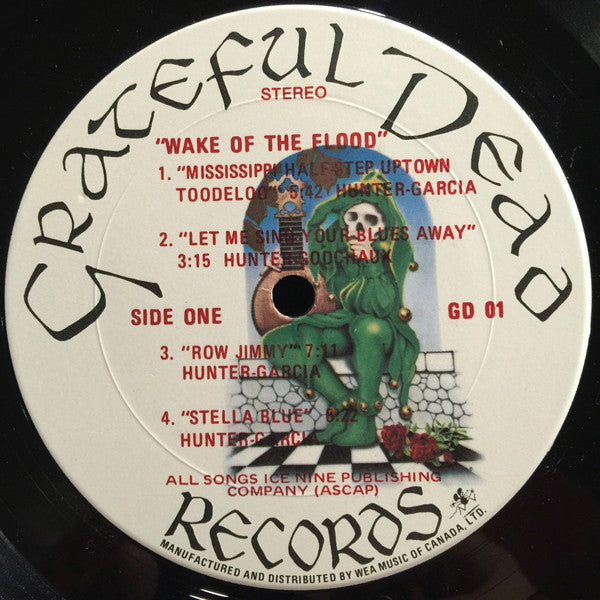 GRATEFUL DEAD
STEREO
"WAKE OF THE FLOOD"
1. "MISSISSIPPI HALF-STEP UPTOWN
TOODELOO" 5:42 HUNTER-GARCIA
2. "LET ME SING YOUR BLUES AWAY"
3:15 HUNTER-GODCHAUX
SIDE ONE
GD 01
3. "ROW JIMMY" 7:11
HUNTER-GARCIA
4. "STELLA BLUE" 6:22
HUNTER-GARCIA
ALL SONGS ICE NINE PUBLISHING
COMPANY (ASCAP)
RECORDS
MANUFACTURED AND DISTRIBUTED BY WEA MUSIC OF CANADA, LTD.